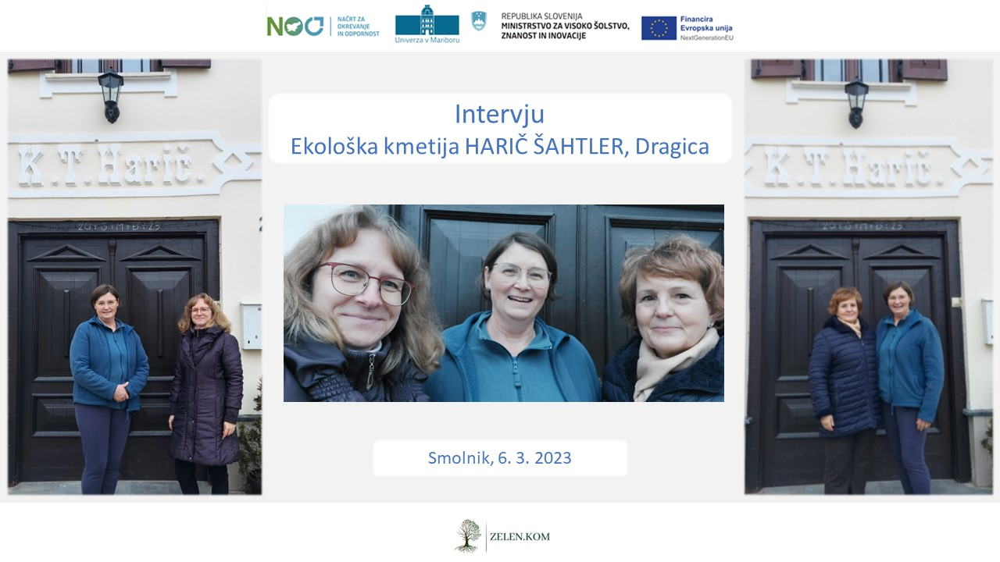 NOO
NAČRT ZA
OKREVANJE
IN ODPORNOST
Univerza v Mariboru
REPUBLIKA SLOVENIJA
MINISTRSTVO ZA VISOKO ŠOLSTVO,
ZNANOST IN INOVACIJE
Financira
Evropska unija
NextGenerationEU
Intervju
Ekološka kmetija HARIČ ŠAHTLER, Dragica
K.T.Harič.
20+G+M+B+23
K.T.Harič.
20+G+M+B+23
Smolnik, 6. 3. 2023
ZELEN.KOM